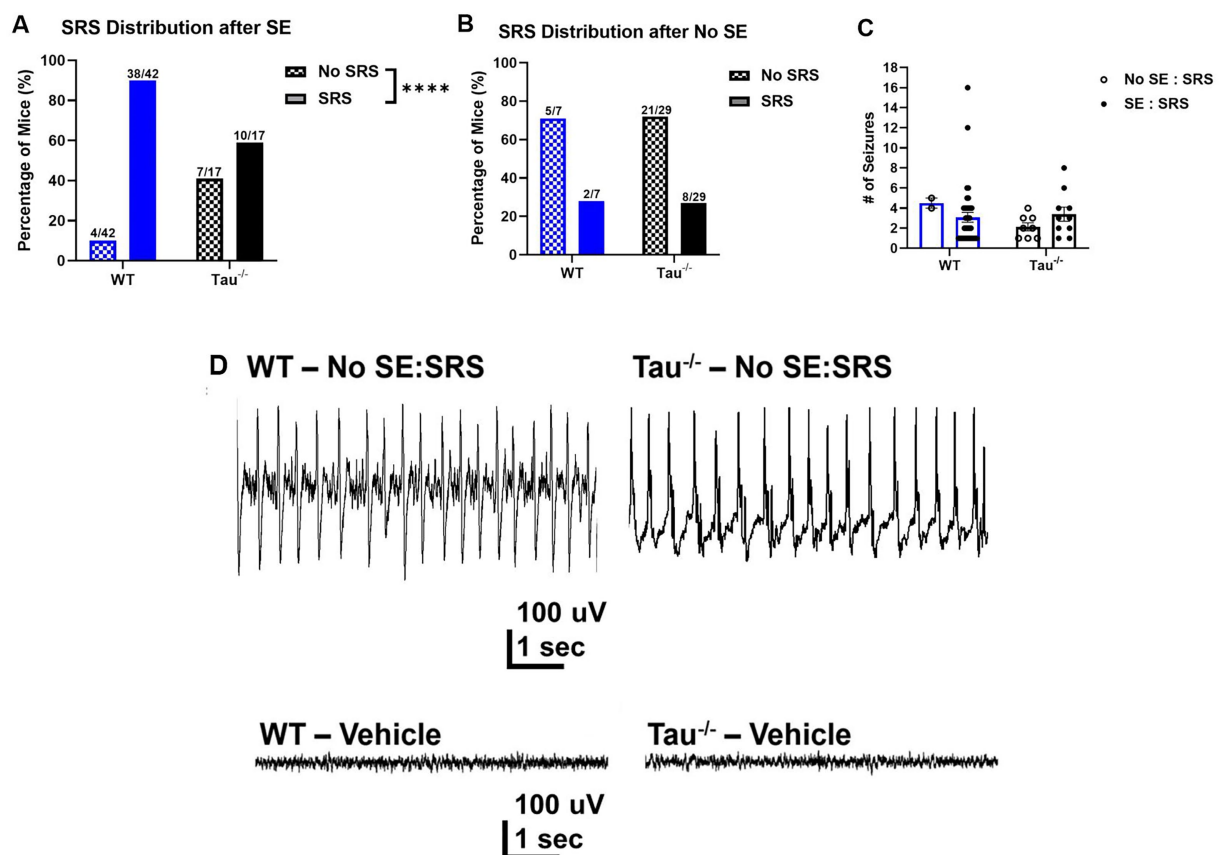 A
SRS Distribution after SE
Percentage of Mice (%)
100
80
60
40
20
0
4/42
38/42
7/17
10/17
WT
Tau-/-
No SRS
SRS
****
B
SRS Distribution after No SE
Percentage of Mice (%)
100
80
60
40
20
0
5/7
2/7
21/29
8/29
WT
Tau-/-
No SRS
SRS
C
# of Seizures
18
16
14
12
10
8
6
4
2
0
WT
Tau-/-
No SE : SRS
SE : SRS
D
WT – No SE:SRS
Tau-/- – No SE:SRS
100 uV
1 sec
WT – Vehicle
Tau-/- – Vehicle
100 uV
1 sec